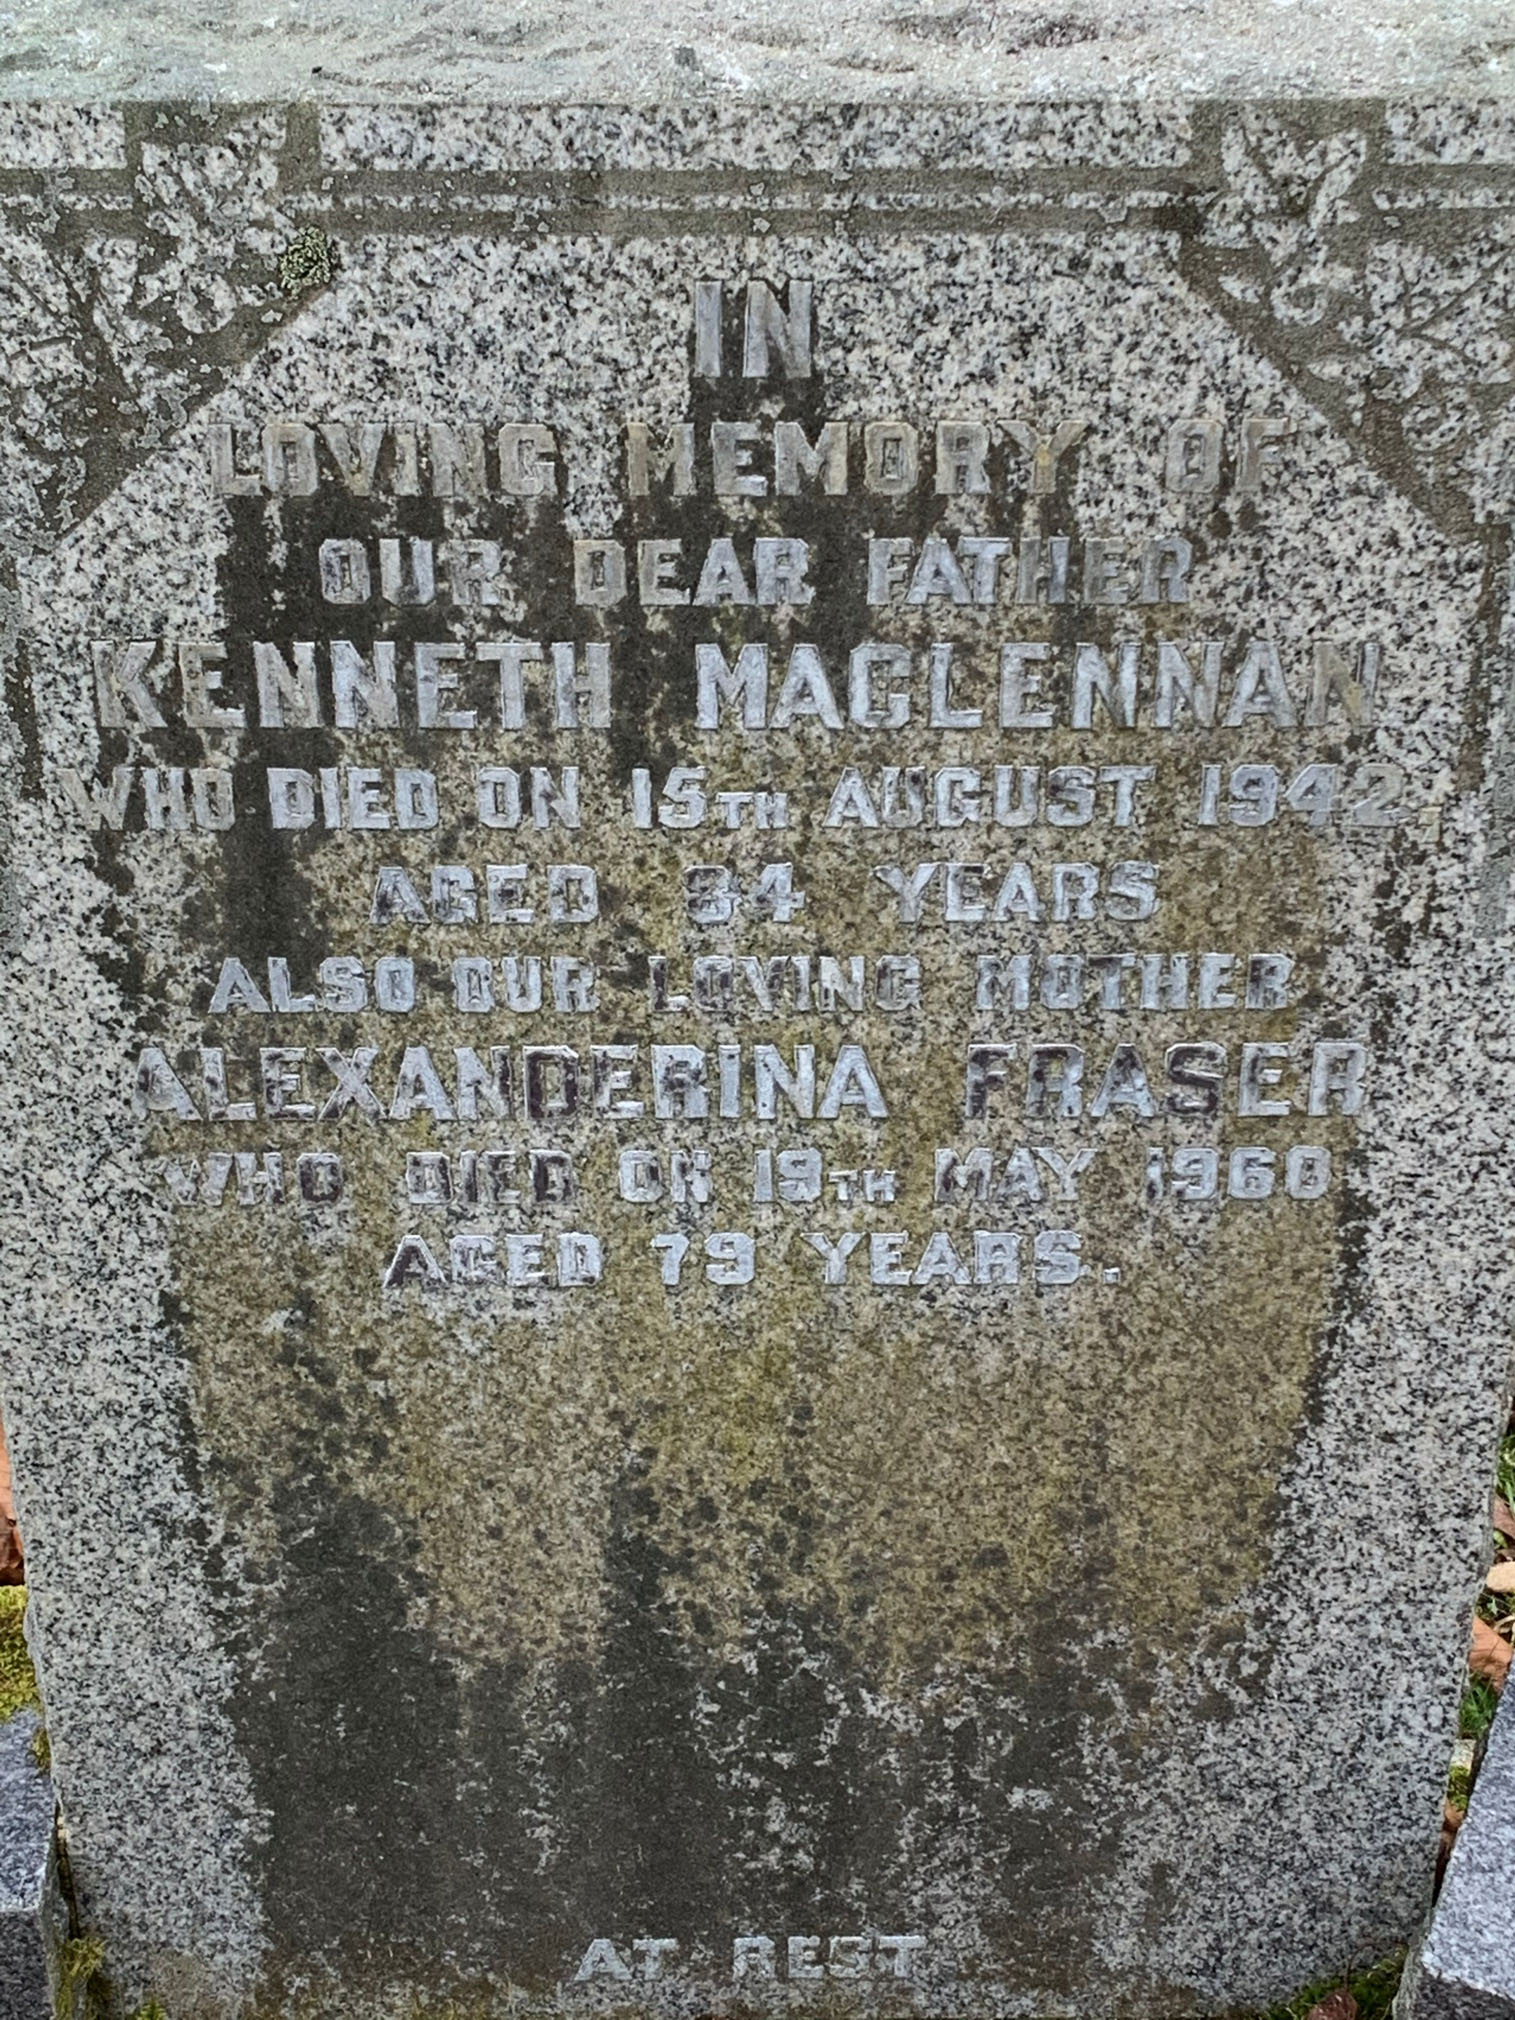 IN
LOVING MEMORY OF
OUR DEAR FATHER
KENNETH MACLENNAN
WHO DIED ON 15TH AUGUST 1942,
AGED 84 YEARS
ALSO OUR LOVING MOTHER
ALEXANDERINA FRASER
WHO DIED ON 19TH MAY 1960
AGED 79 YEARS.
AT REST